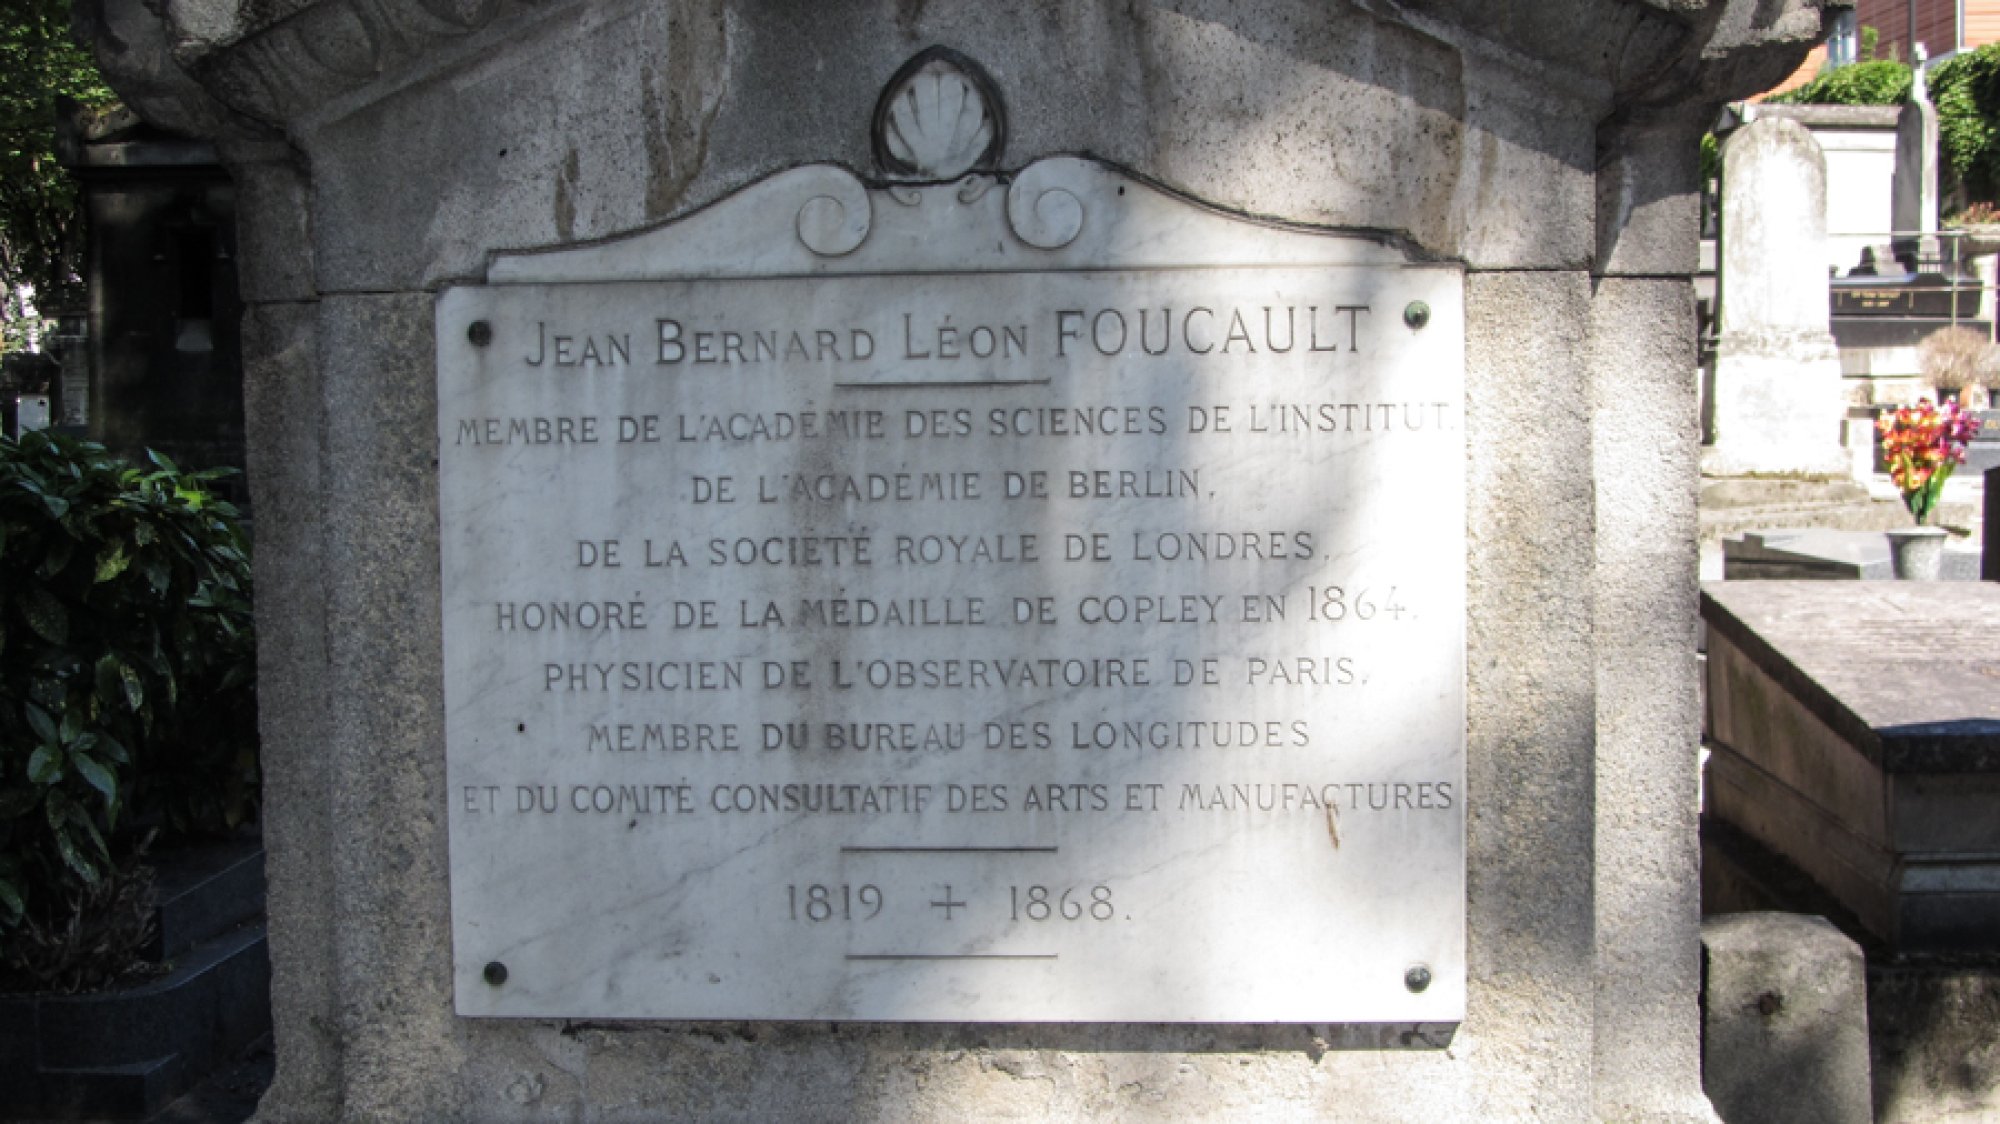 Jean Bernard Léon FOUCAULT
MEMBRE DE L'ACADÉMIE DES SCIENCES DE L'INSTITUT.
DE L'ACADÉMIE DE BERLIN,
DE LA SOCIÉTÉ ROYALE DE LONDRES,
HONORÉ DE LA MÉDAILLE DE COPLEY EN 1864.
PHYSICIEN DE L'OBSERVATOIRE DE PARIS,
MEMBRE DU BUREAU DES LONGITUDES
ET DU COMITÉ CONSULTATIF DES ARTS ET MANUFACTURES
1819 + 1868.